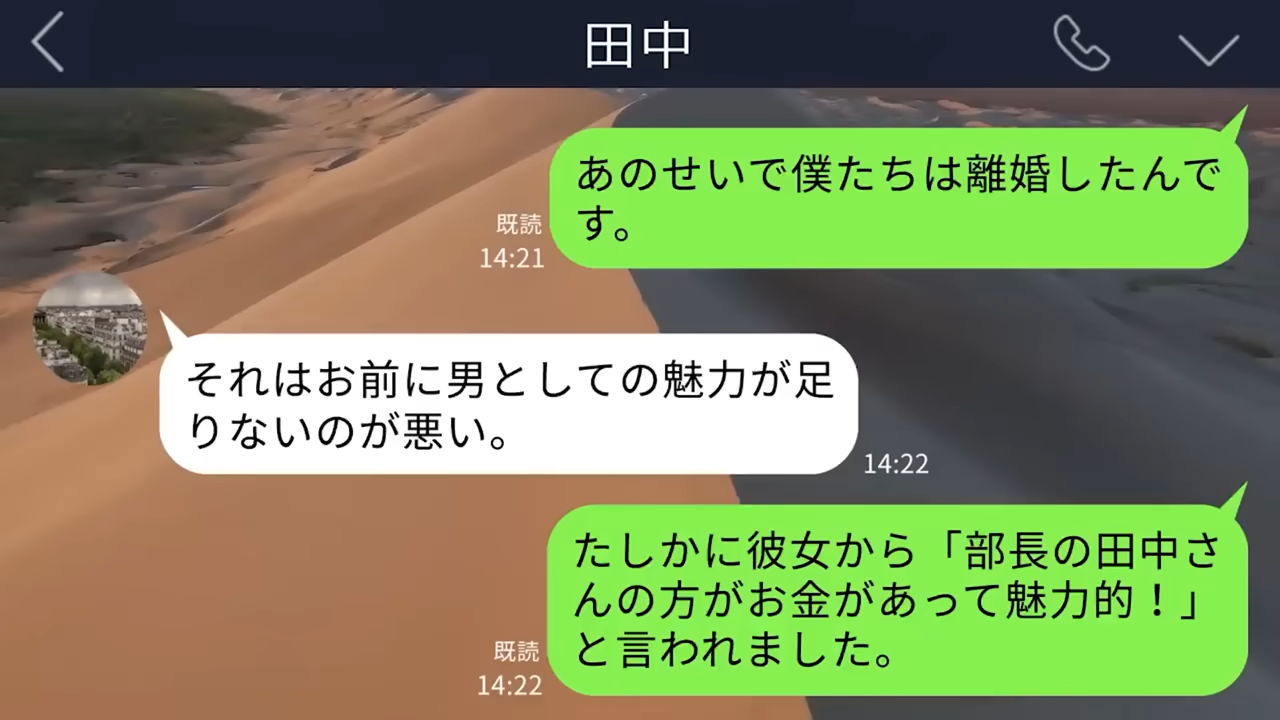 田中
あのせいで僕たちは離婚したんで
す。
既読
14:21
それはお前に男としての魅力が足
りないのが悪い。
14:22
たしかに彼女から「部長の田中さ
んの方がお金があって魅力的！」
と言われました。
既読
14:22